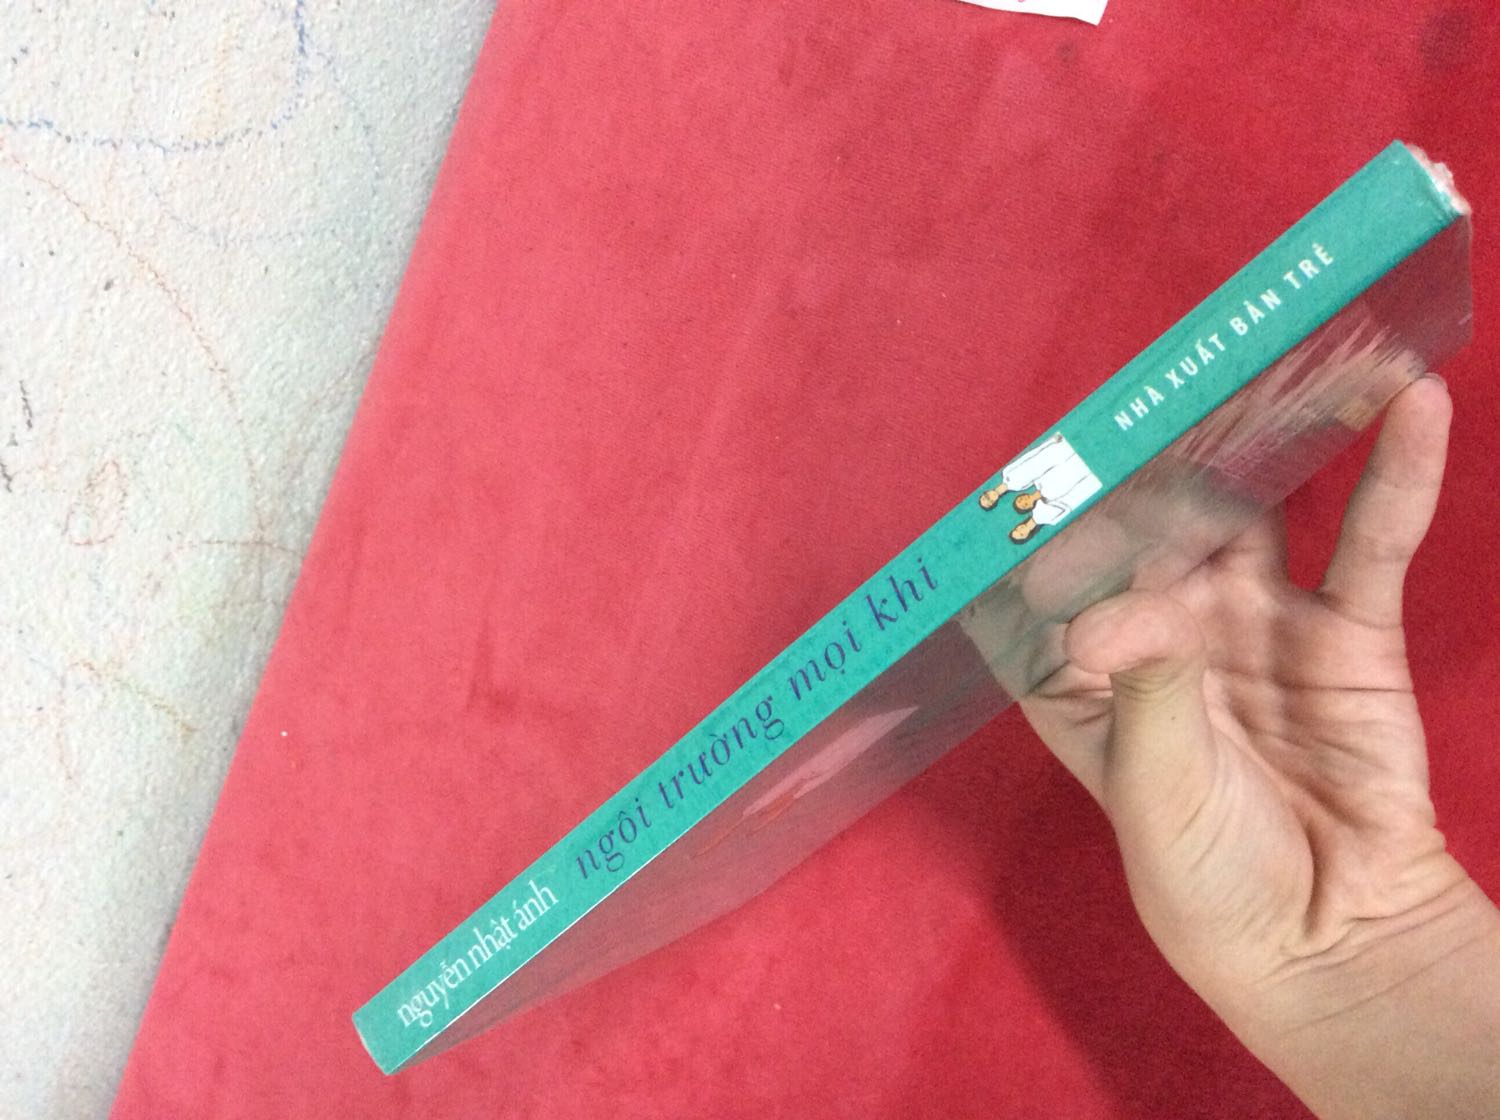 nguyễn nhật ánh
ngôi trường mọi khi
NHÀ XUẤT BẢN TRẺ